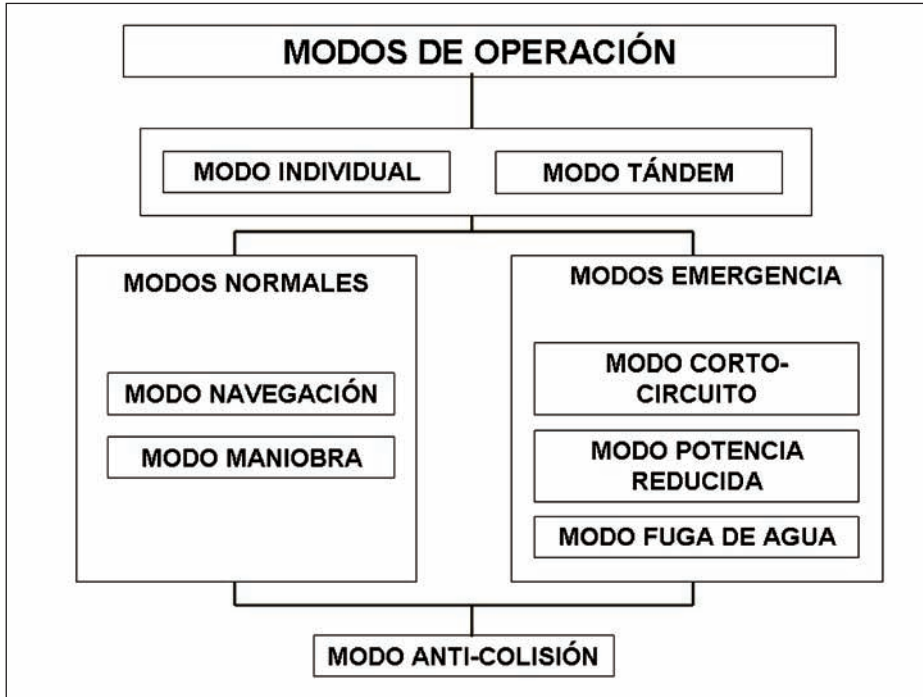 MODOS DE OPERACIÓN
MODO INDIVIDUAL
MODO TÁNDEM
MODOS NORMALES
MODO NAVEGACIÓN
MODO MANIOBRA
MODOS EMERGENCIA
MODO CORTO-
CIRCUITO
MODO POTENCIA
REDUCIDA
MODO FUGA DE AGUA
MODO ANTI-COLISIÓN